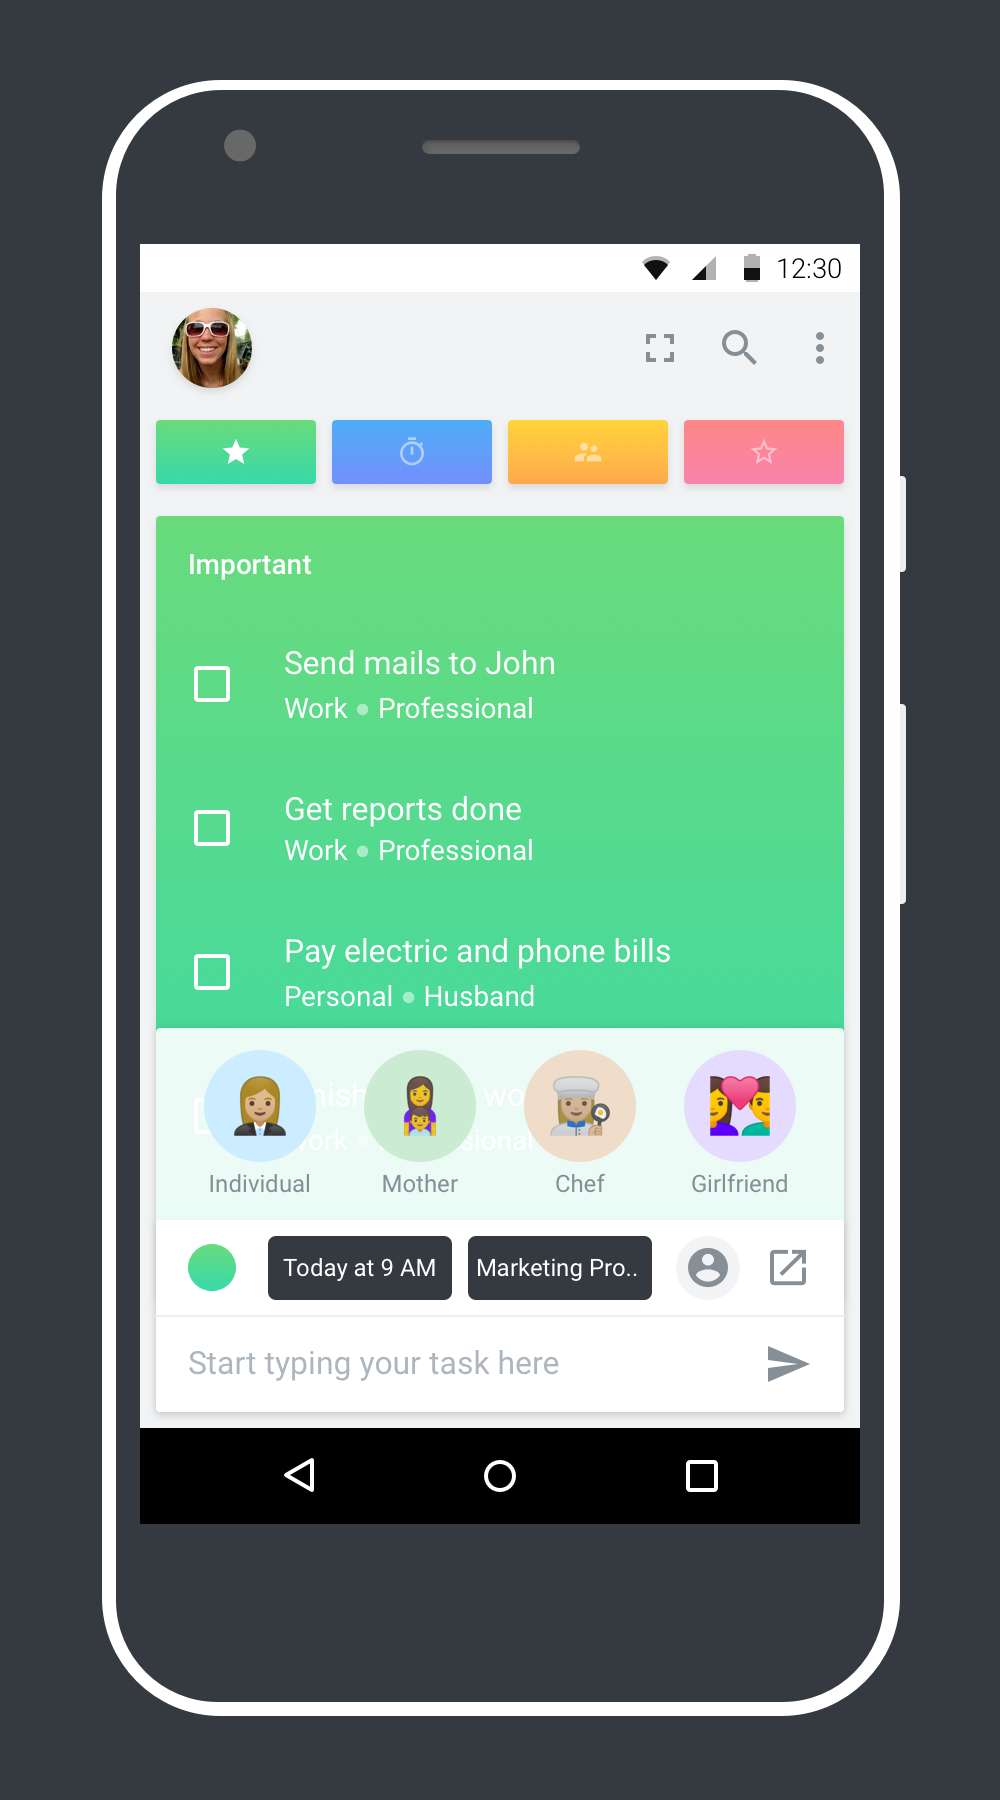 12:30
Important
Send mails to John
Work • Professional
Get reports done
Work • Professional
Pay electric and phone bills
Personal • Husband
Individual
Mother
Chef
Girlfriend
Today at 9 AM
Marketing Pro..
Start typing your task here